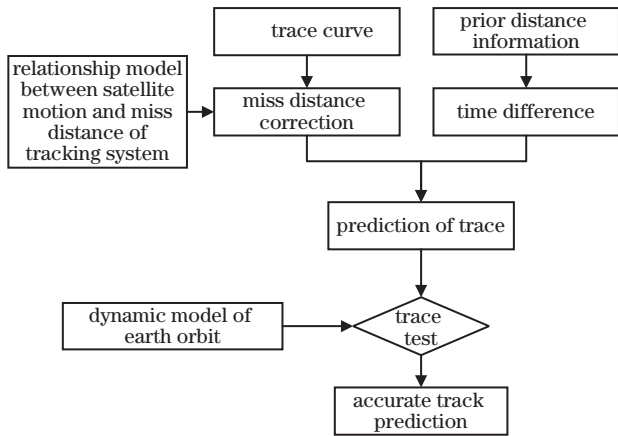 trace curve
prior distance
information
relationship model
between satellite
motion and miss
distance of
tracking system
miss distance
correction
time difference
prediction of trace
dynamic model of
earth orbit
trace
test
accurate track
prediction